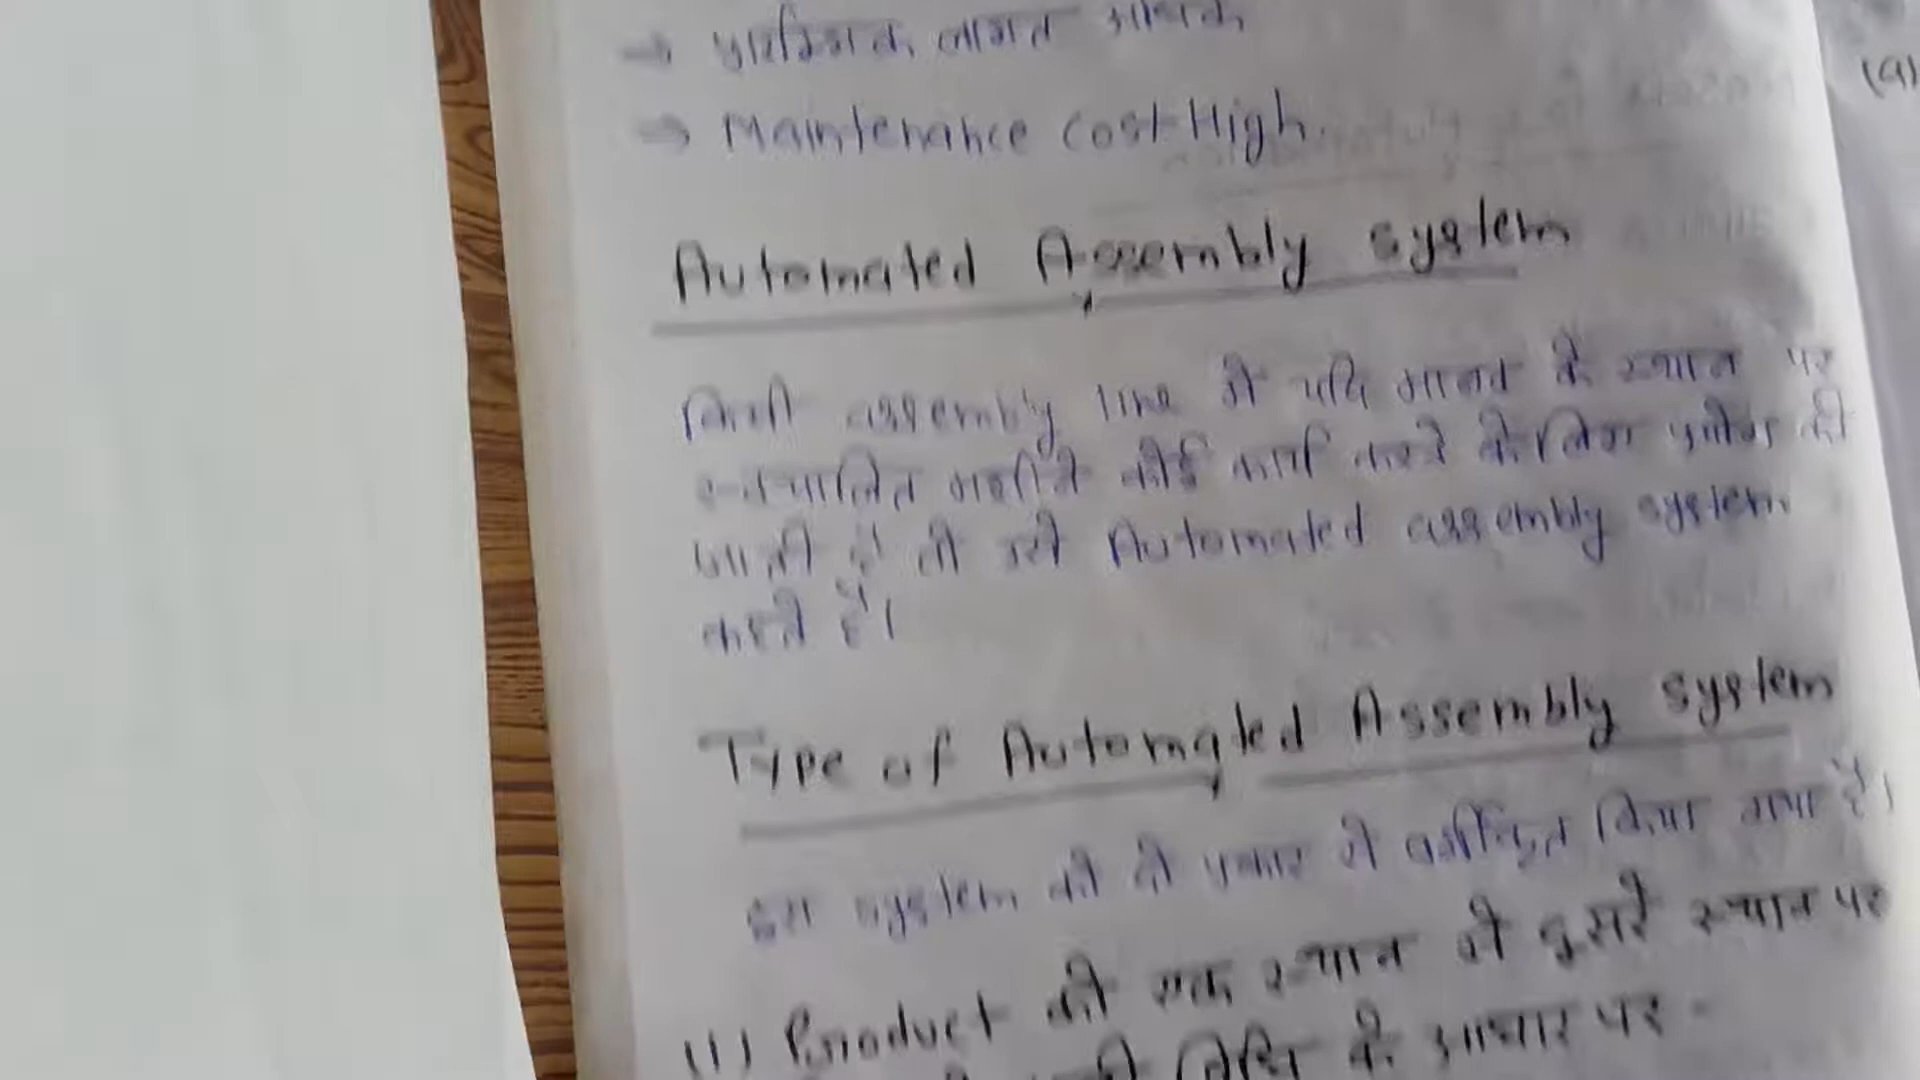 → प्रारम्भिक लागत अधिक
⇒ Maintenance Cost High.
(a)
Automated Assembly system
किसी assembly line में यदि मानव के स्थान पर
स्वचालित मशीने कोई कार्य करने के लिए प्रयोग की
जाती है तो उसे Automated assembly system
कहते हैं।
Type of Automated Assembly system
इस system को दो प्रकार से वर्गीकृत किया गया है।
(1) Product को एक स्थान से दुसरे स्थान पर
की विधि के आधार पर -